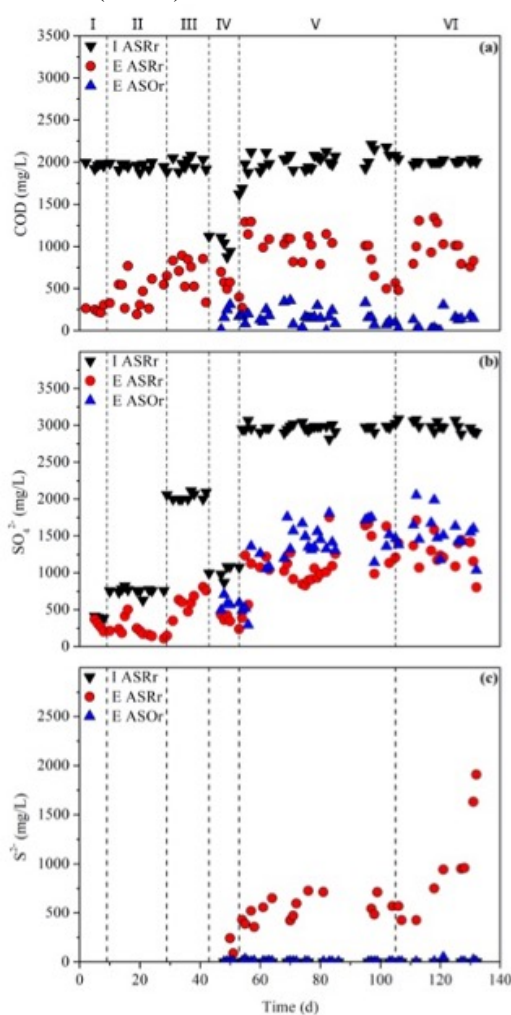 I II III IV V VI
(a)
I ASRr
E ASRr
E ASOr
COD (mg/L)
3500
3000
2500
2000
1500
1000
500
0
(b)
I ASRr
E ASRr
E ASOr
SO₄²⁻ (mg/L)
3500
3000
2500
2000
1500
1000
500
0
(c)
I ASRr
E ASRr
E ASOr
S²⁻ (mg/L)
2500
2000
1500
1000
500
0
0 20 40 60 80 100 120 140
Time (d)